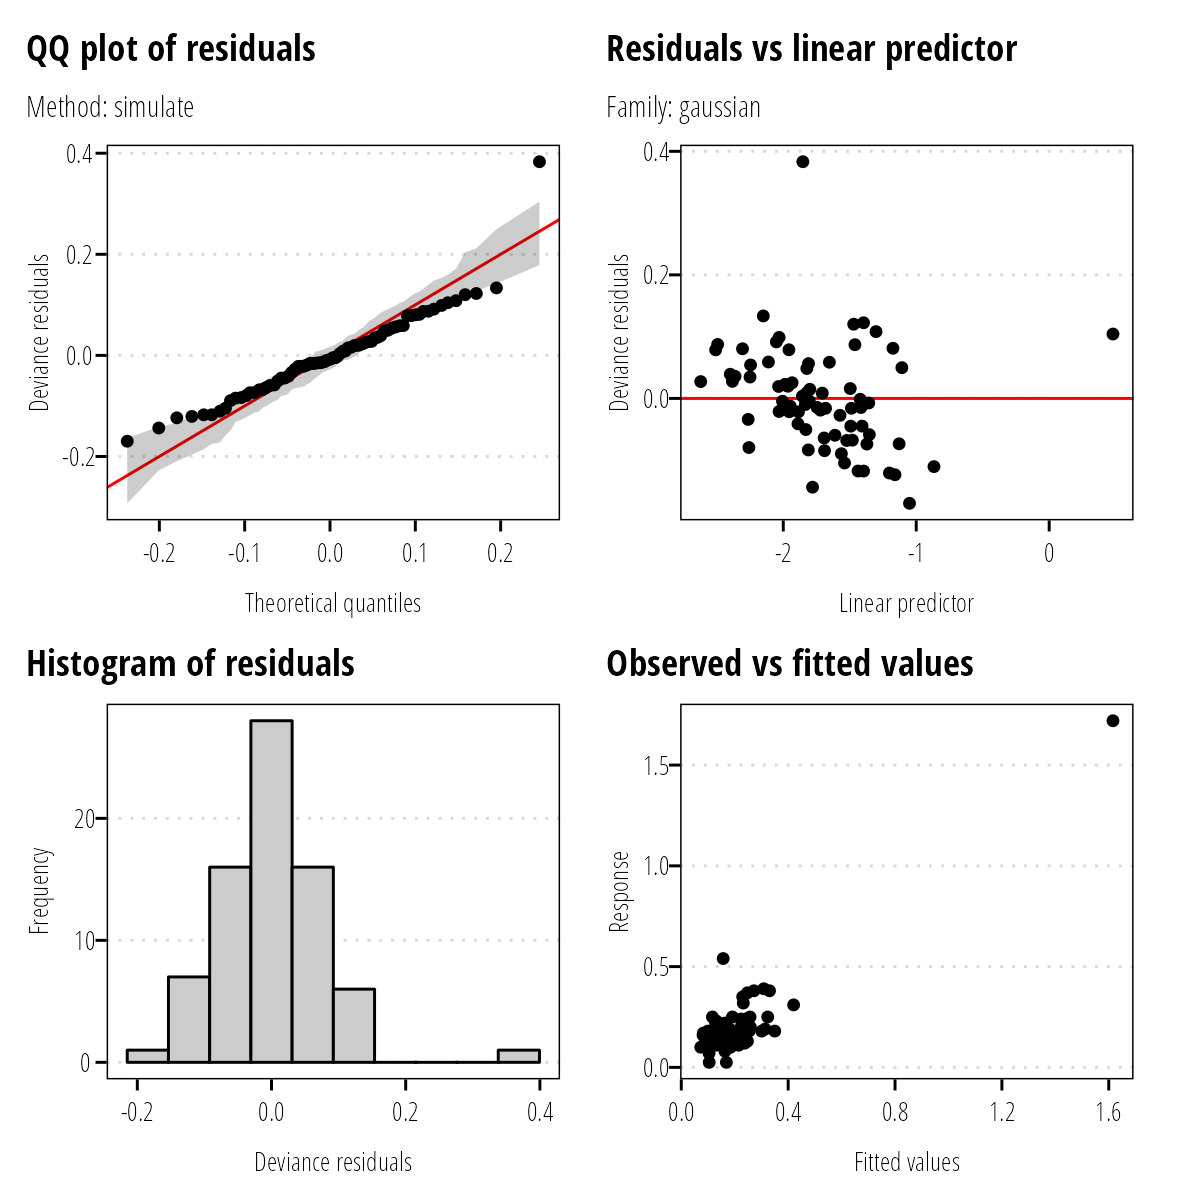 QQ plot of residuals
Method: simulate
0.4
0.2
0.0
-0.2
Deviance residuals
-0.2 -0.1 0.0 0.1 0.2
Theoretical quantiles
Residuals vs linear predictor
Family: gaussian
0.4
0.2
0.0
Deviance residuals
-2 -1 0
Linear predictor
Histogram of residuals
20
10
0
Frequency
-0.2 0.0 0.2 0.4
Deviance residuals
Observed vs fitted values
1.5
1.0
0.5
0.0
Response
0.0 0.4 0.8 1.2 1.6
Fitted values